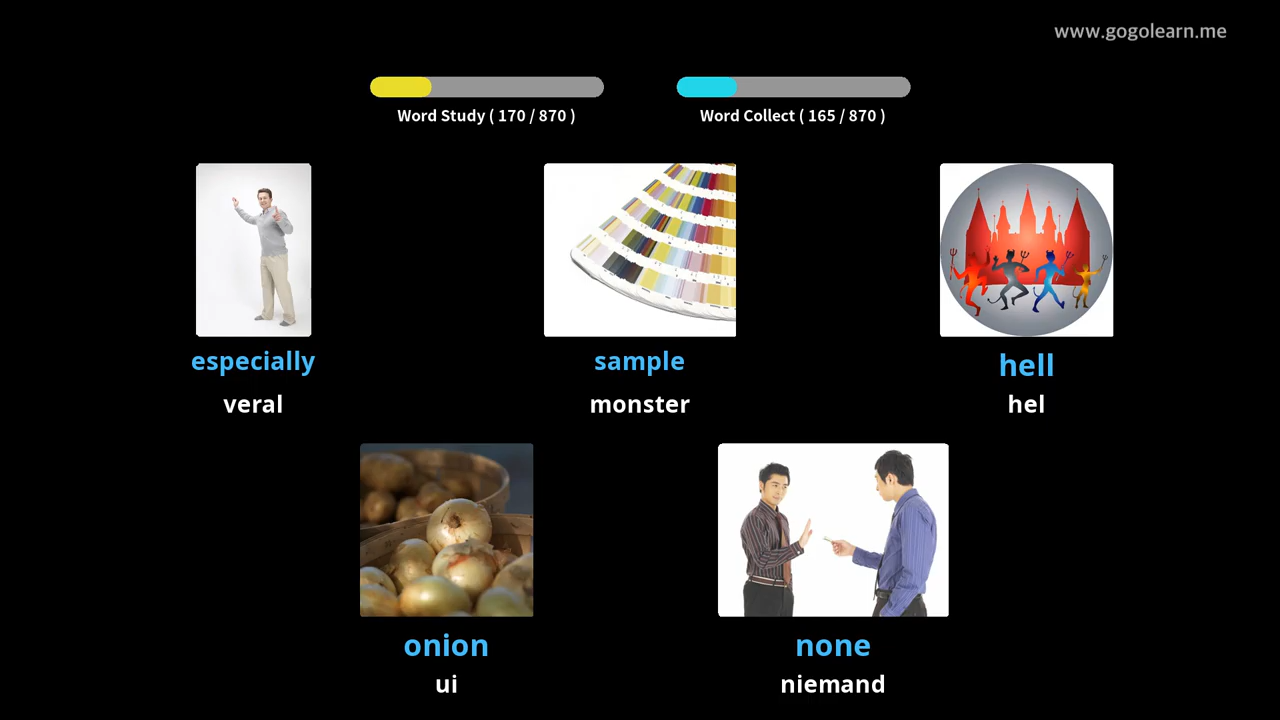 www.gogolearn.me
Word Study ( 170 / 870 )
Word Collect ( 165 / 870 )
especially
sample
hell
veral
monster
hel
onion
none
ui
niemand